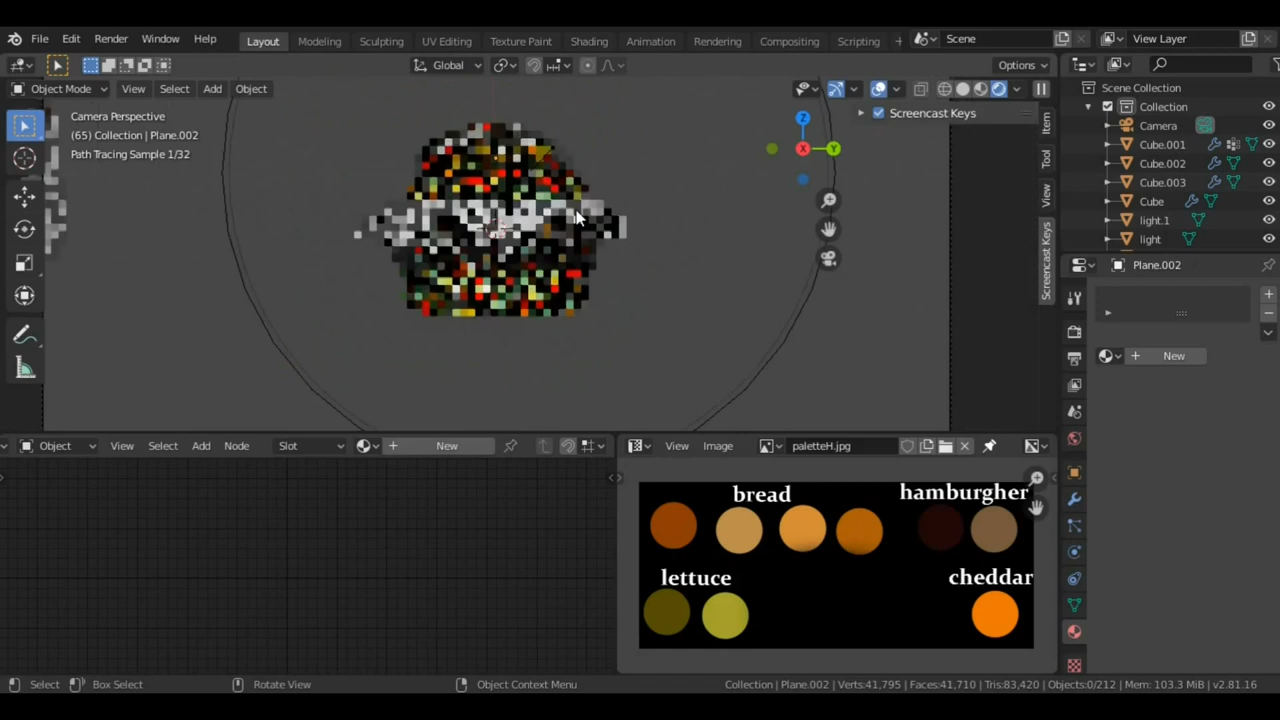 File Edit Render Window Help Layout Modeling Sculpting UV Editing Texture Paint Shading Animation Rendering Compositing Scripting + Scene View Layer
Global Options
Object Mode View Select Add Object
Scene Collection
Collection
Camera
Cube.001
Cube.002
Cube.003
Cube
light.1
light
Camera Perspective
(65) Collection | Plane.002
Path Tracing Sample 1/32
Z
X
Y
Screencast Keys
Item
Tool
View
Screencast Keys
Plane.002
+ New
Object View Select Add Node Slot + New
View Image paletteH.jpg
bread hamburgher
lettuce cheddar
Select Box Select Rotate View Object Context Menu Collection | Plane.002 | Verts:41,795 | Faces:41,710 | Tris:83,420 | Objects:0/212 | Mem: 103.3 MiB | v2.81.16